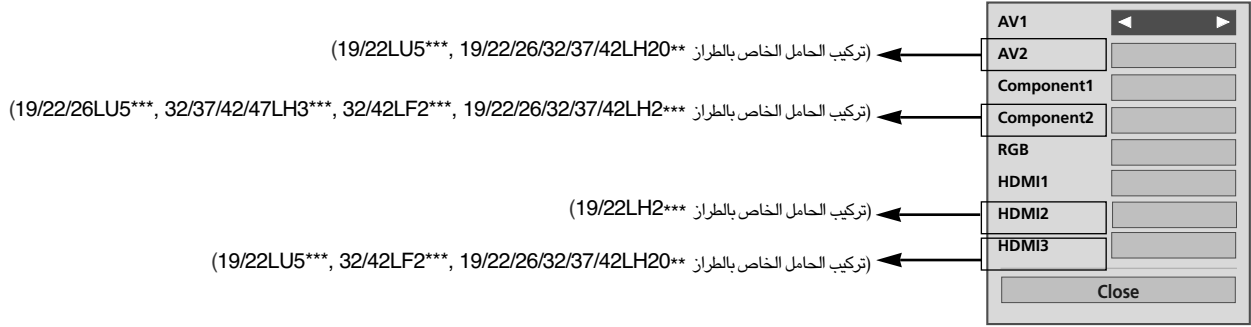 AV1
AV2
(تركيب الحامل الخاص بالطراز 19/22LU5***, 19/22/26/32/37/42LH20**)
Component1
Component2
(تركيب الحامل الخاص بالطراز 19/22/26LU5***, 32/37/42/47LH3***, 32/42LF2***, 19/22/26/32/37/42LH2***)
RGB
HDMI1
HDMI2
(تركيب الحامل الخاص بالطراز 19/22LH2***)
HDMI3
(تركيب الحامل الخاص بالطراز 19/22LU5***, 32/42LF2***, 19/22/26/32/37/42LH20**)
Close